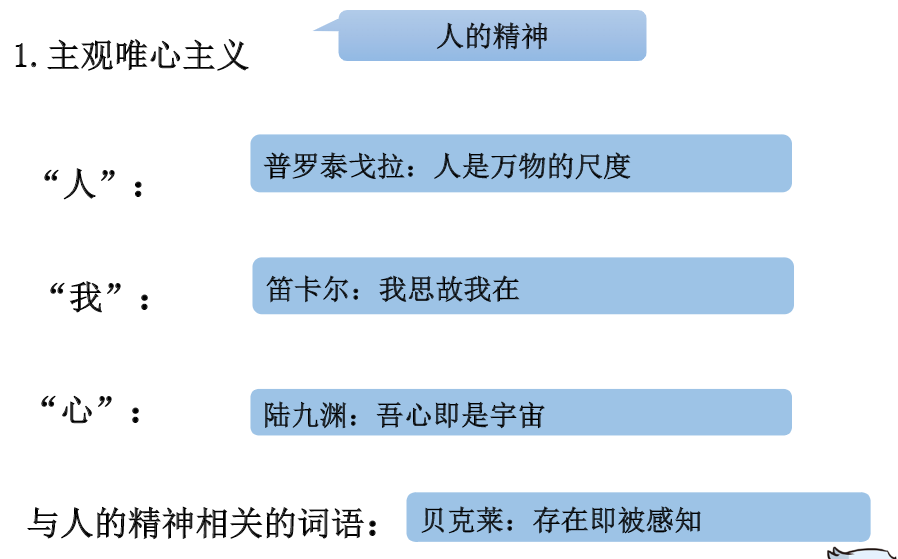 1.主观唯心主义
人的精神
“人”：
普罗泰戈拉：人是万物的尺度
“我”：
笛卡尔：我思故我在
“心”：
陆九渊：吾心即是宇宙
与人的精神相关的词语：
贝克莱：存在即被感知